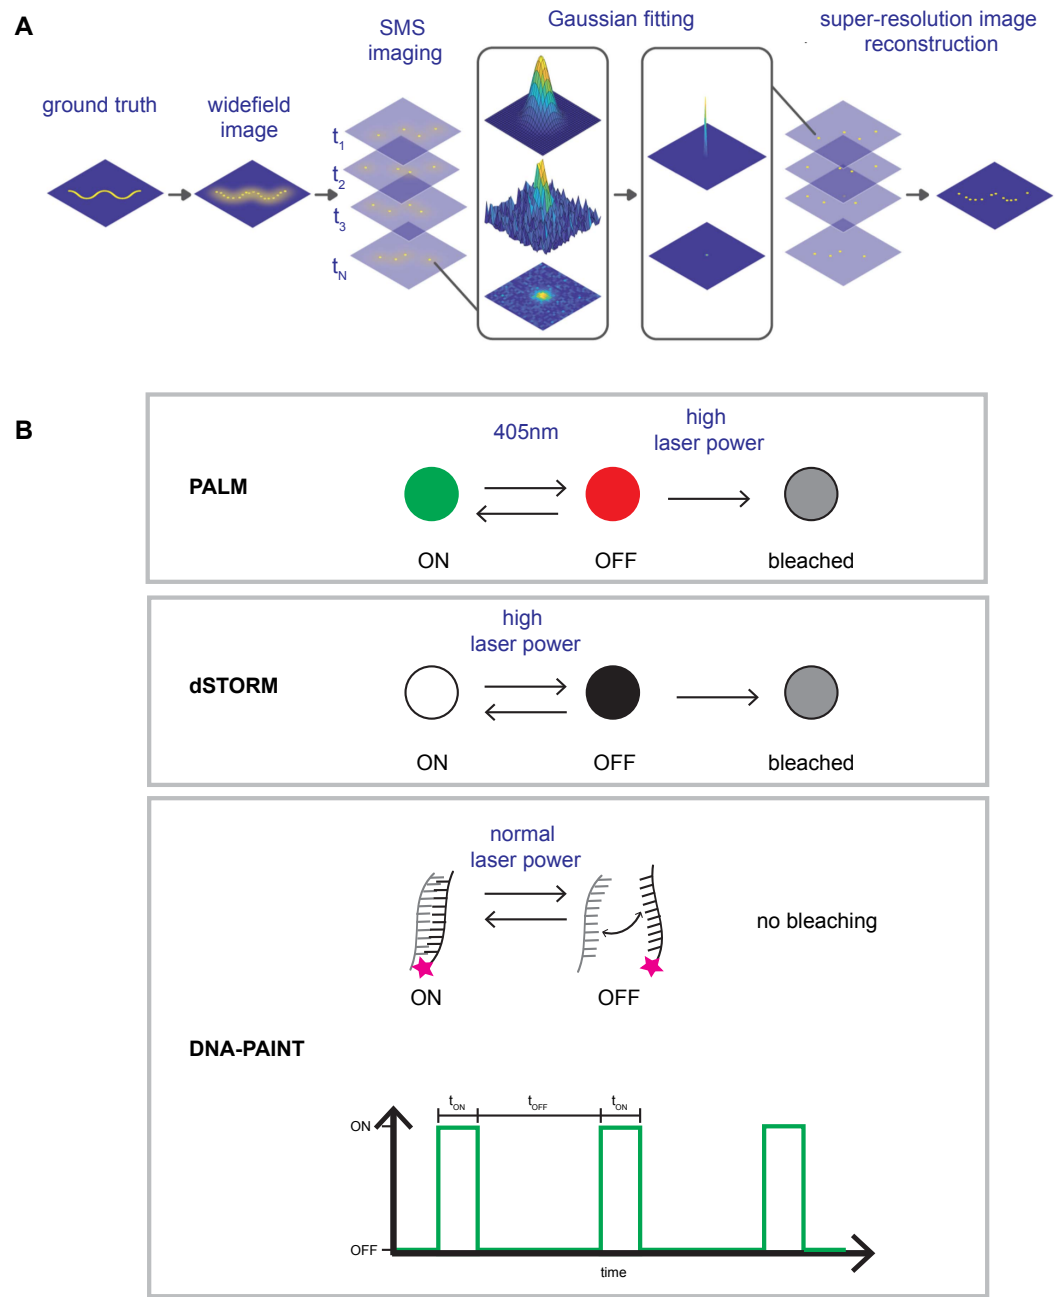 A
ground truth
widefield
image
SMS
imaging
Gaussian fitting
super-resolution image
reconstruction
t1
t2
t3
tN
B
PALM
405nm
high
laser power
ON
OFF
bleached
dSTORM
high
laser power
ON
OFF
bleached
normal
laser power
no bleaching
ON
OFF
DNA-PAINT
tON
tOFF
tON
ON
OFF
time